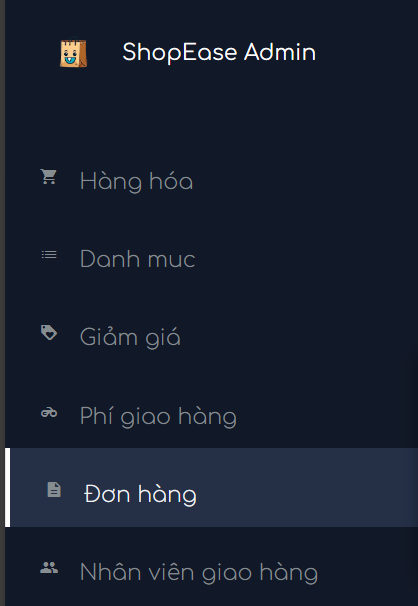 ShopEase Admin
Hàng hóa
Danh muc
Giảm giá
Phí giao hàng
Đơn hàng
Nhân viên giao hàng